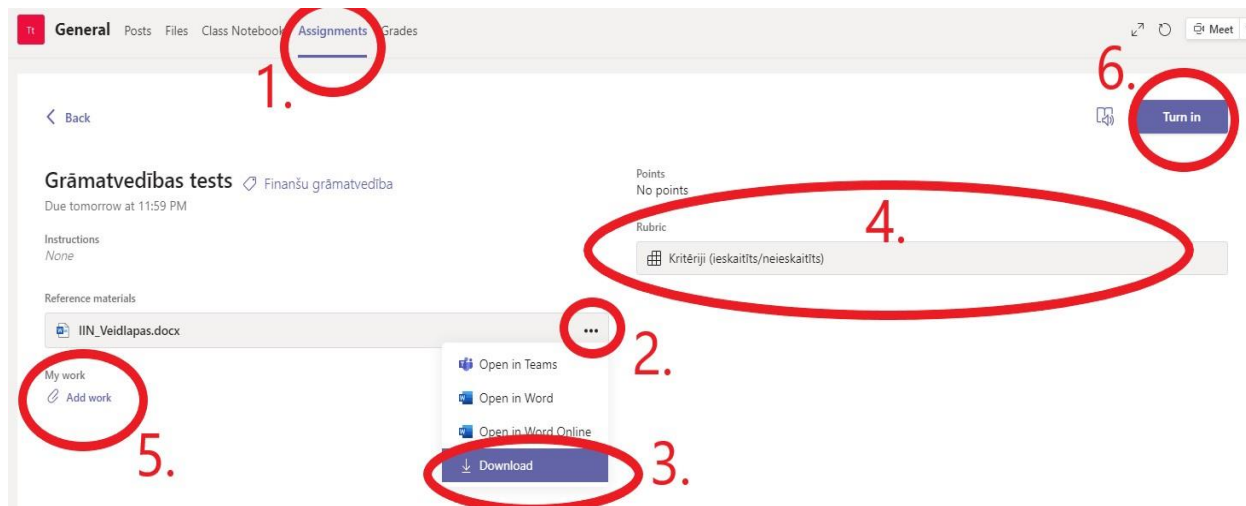 Tt General Posts Files Class Notebook Assignments Grades Meet
1.
6.
Back
Turn in
Grāmatvedības tests Finanšu grāmatvedība
Due tomorrow at 11:59 PM
Points
No points
Instructions
None
Rubric
4.
Kritēriji (ieskaitīts/neieskaitīts)
Reference materials
IIN_Veidlapas.docx ...
2.
Open in Teams
Open in Word
Open in Word Online
Download
3.
My work
Add work
5.